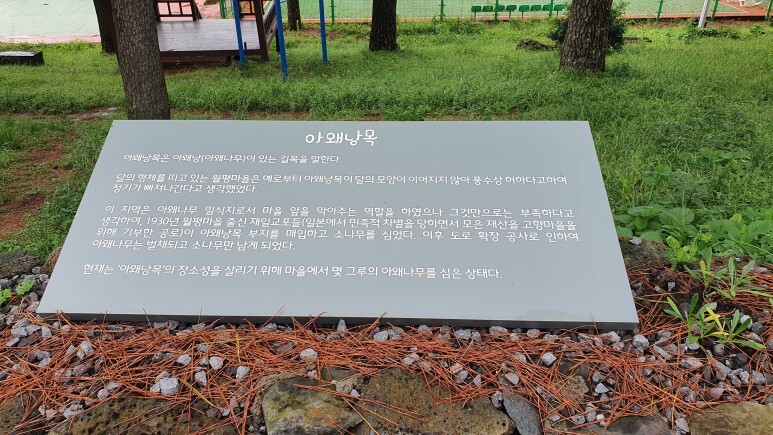 아왜낭목
아왜낭목은 아왜낭(아왜나무)이 있는 길목을 말한다.
달의 형체를 띠고 있는 월평마을은 예로부터 아왜낭목이 달의 모양이 이어지지 않아 풍수상 허하다고하여
정기가 빠져나간다고 생각했었다.
이 지역은 아왜나무 밀식지로서 마을 앞을 막아주는 역할을 하였으나 그것만으로는 부족하다고
생각하여, 1930년 월평마을 출신 재일교포들(일본에서 민족적 차별을 당하면서 모은 재산을 고향마을을
위해 기부한 공로)이 아왜낭목 부지를 매입하고 소나무를 심었다. 이후 도로 확장 공사로 인하여
아왜나무는 벌채되고 소나무만 남게 되었다.
현재는 '아왜낭목'의 장소성을 살리기 위해 마을에서 몇 그루의 아왜나무를 심은 상태다.